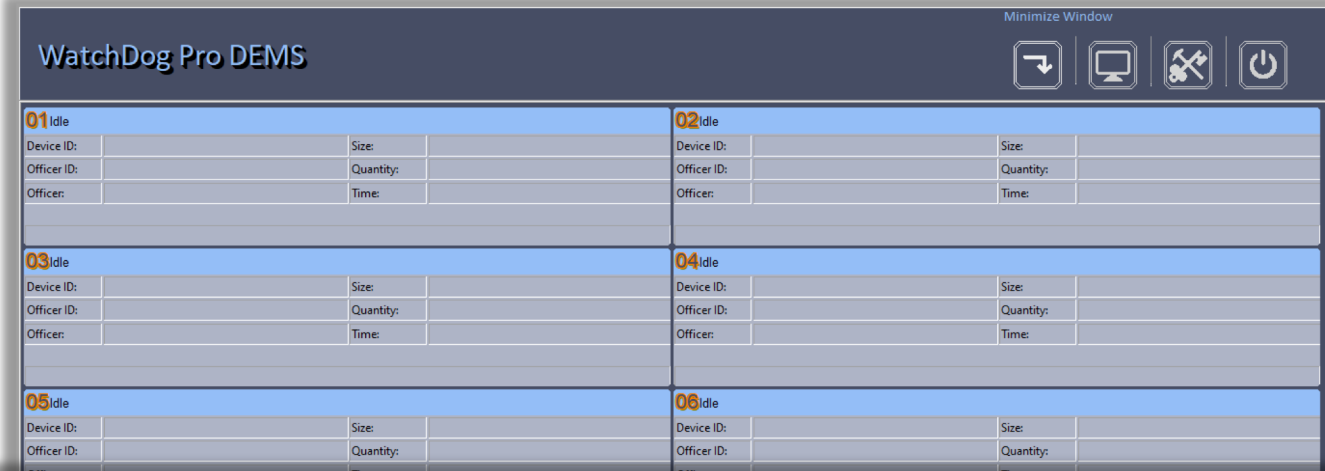 Minimize Window
WatchDog Pro DEMS
01 Idle
Device ID: Size:
Officer ID: Quantity:
Officer: Time:
02 Idle
Device ID: Size:
Officer ID: Quantity:
Officer: Time:
03 Idle
Device ID: Size:
Officer ID: Quantity:
Officer: Time:
04 Idle
Device ID: Size:
Officer ID: Quantity:
Officer: Time:
05 Idle
Device ID: Size:
Officer ID: Quantity:
06 Idle
Device ID: Size:
Officer ID: Quantity: